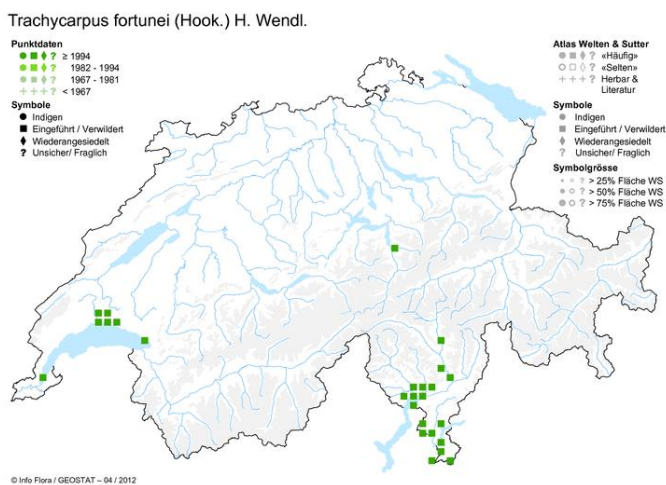 Trachycarpus fortunei (Hook.) H. Wendl.
Punktdaten
? ≥ 1994
? 1982 - 1994
? 1967 - 1981
+++? < 1967
Symbole
Indigen
Eingeführt / Verwildert
Wiederangesiedelt
? Unsicher/ Fraglich
Atlas Welten & Sutter
? «Häufig»
? «Selten»
+++ Herbar &
Literatur
Symbole
Indigen
Eingeführt / Verwildert
Wiederangesiedelt
? Unsicher/ Fraglich
Symbolgrösse
? > 25% Fläche WS
? > 50% Fläche WS
? > 75% Fläche WS
© Info Flora / GEOSTAT – 04 / 2012